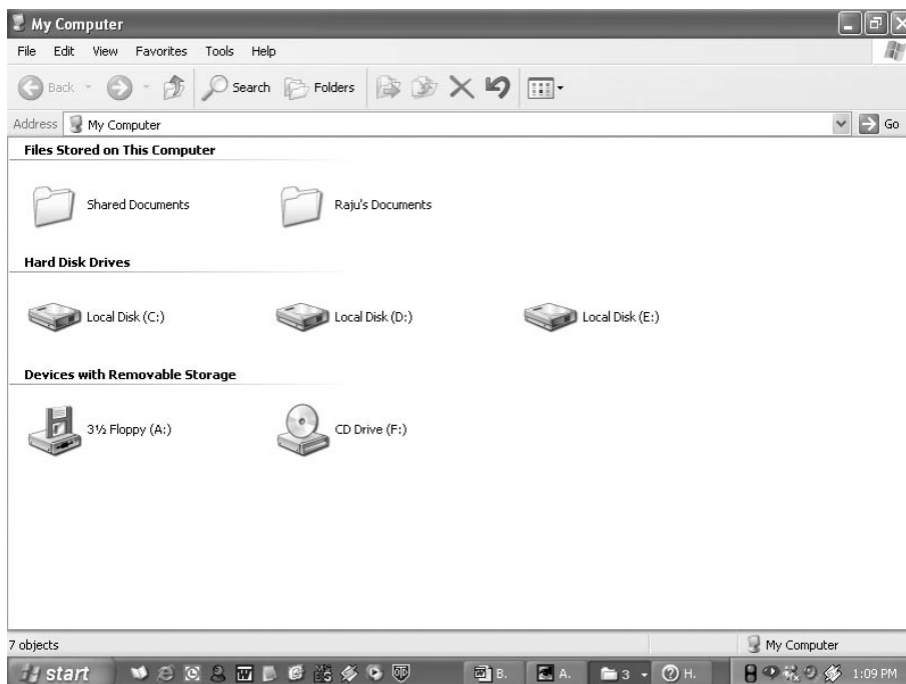 My Computer
File Edit View Favorites Tools Help
Back Search Folders
Address My Computer Go
Files Stored on This Computer
Shared Documents Raju's Documents
Hard Disk Drives
Local Disk (C:) Local Disk (D:) Local Disk (E:)
Devices with Removable Storage
3½ Floppy (A:) CD Drive (F:)
7 objects My Computer
start B. A. 3 H. 1:09 PM